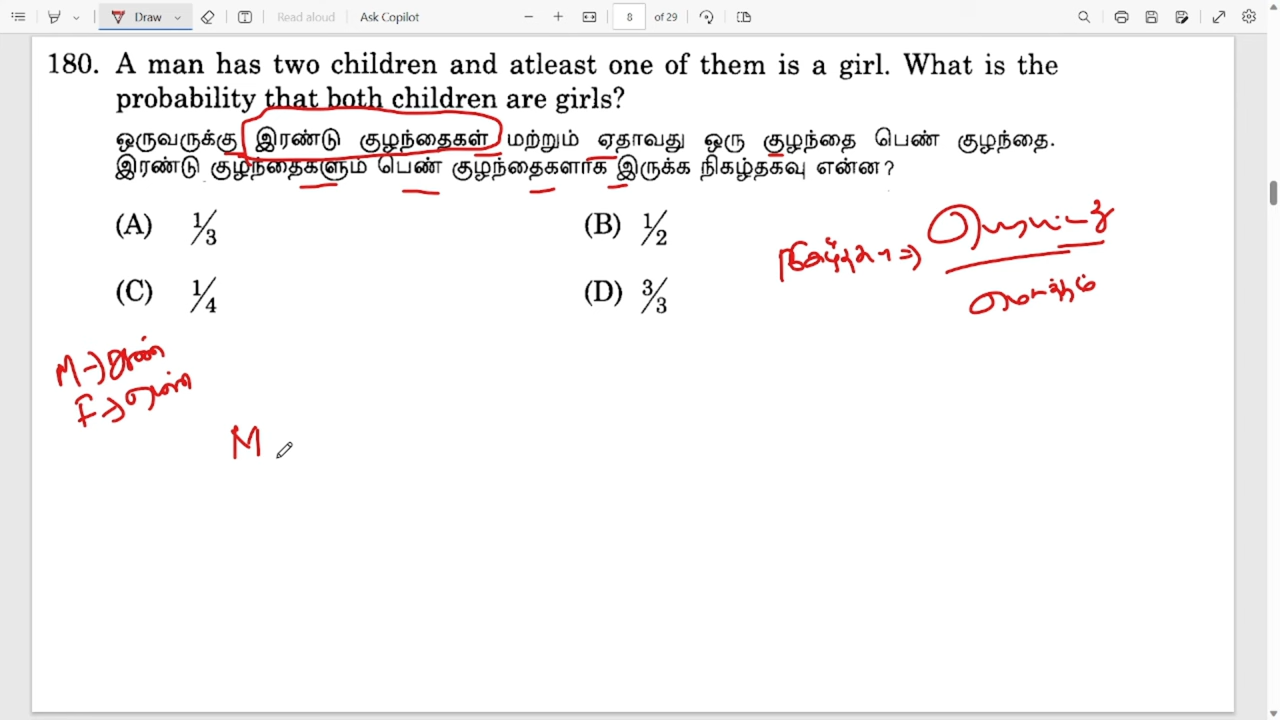 Draw
Read aloud
Ask Copilot
8
of 29
180. A man has two children and atleast one of them is a girl. What is the
probability that both children are girls?
ஒருவருக்கு இரண்டு குழந்தைகள் மற்றும் ஏதாவது ஒரு குழந்தை பெண் குழந்தை.
இரண்டு குழந்தைகளும் பெண் குழந்தைகளாக இருக்க நிகழ்தகவு என்ன?
(A) 1/3
(B) 1/2
(C) 1/4
(D) 3/3
M → ஆண்
F → பெண்
M